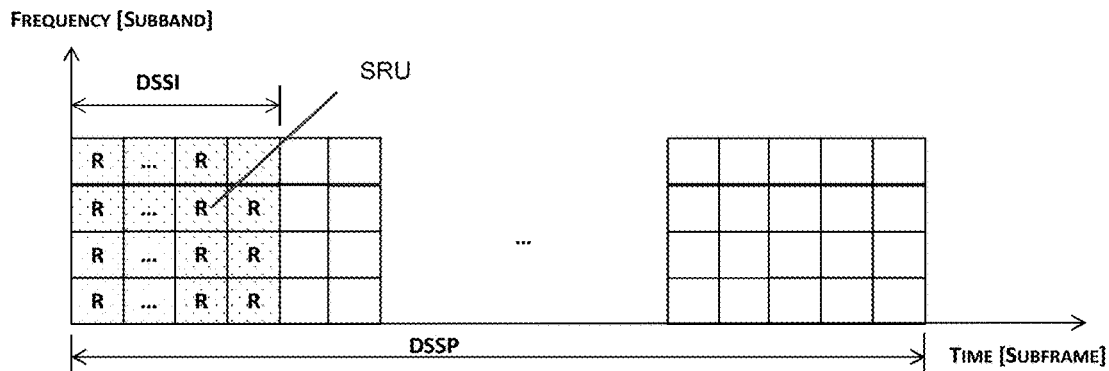 FREQUENCY [SUBBAND]
DSSI
SRU
R ... R
R ... R R
R ... R R
R ... R R
...
DSSP
TIME [SUBFRAME]